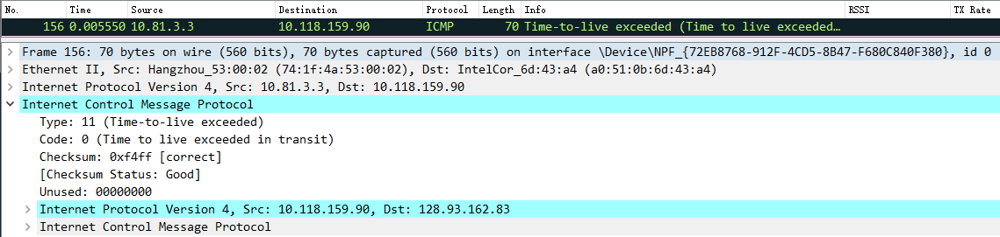 No. Time Source Destination Protocol Length Info RSSI TX Rate
156 0.005550 10.81.3.3 10.118.159.90 ICMP 70 Time-to-live exceeded (Time to live exceeded…
Frame 156: 70 bytes on wire (560 bits), 70 bytes captured (560 bits) on interface \Device\NPF_{72EB8768-912F-4CD5-8B47-F680C840F380}, id 0
Ethernet II, Src: Hangzhou_53:00:02 (74:1f:4a:53:00:02), Dst: IntelCor_6d:43:a4 (a0:51:0b:6d:43:a4)
Internet Protocol Version 4, Src: 10.81.3.3, Dst: 10.118.159.90
Internet Control Message Protocol
Type: 11 (Time-to-live exceeded)
Code: 0 (Time to live exceeded in transit)
Checksum: 0xf4ff [correct]
[Checksum Status: Good]
Unused: 00000000
Internet Protocol Version 4, Src: 10.118.159.90, Dst: 128.93.162.83
Internet Control Message Protocol